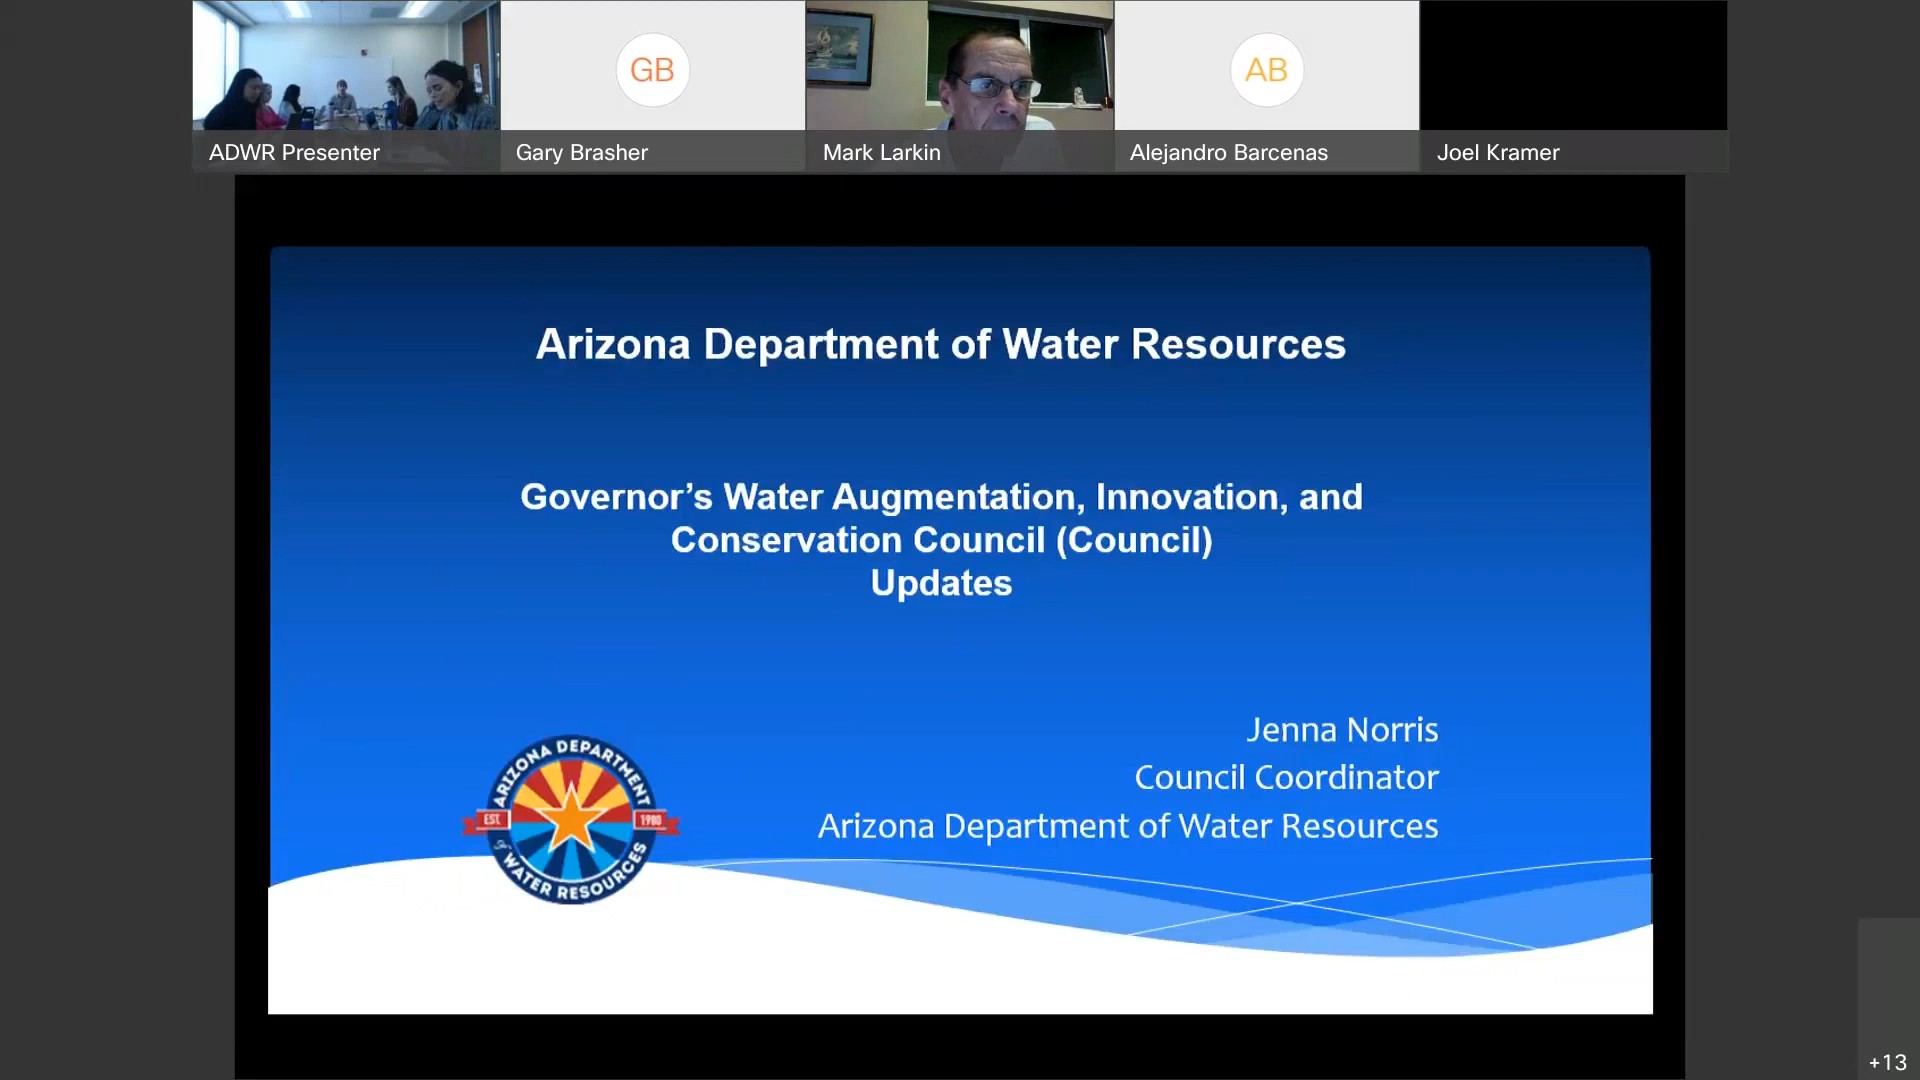 GB
AB
ADWR Presenter
Gary Brasher
Mark Larkin
Alejandro Barcenas
Joel Kramer
Arizona Department of Water Resources
Governor’s Water Augmentation, Innovation, and
Conservation Council (Council)
Updates
Jenna Norris
Council Coordinator
Arizona Department of Water Resources
ARIZONA DEPARTMENT
EST. 1980
of WATER RESOURCES
+13